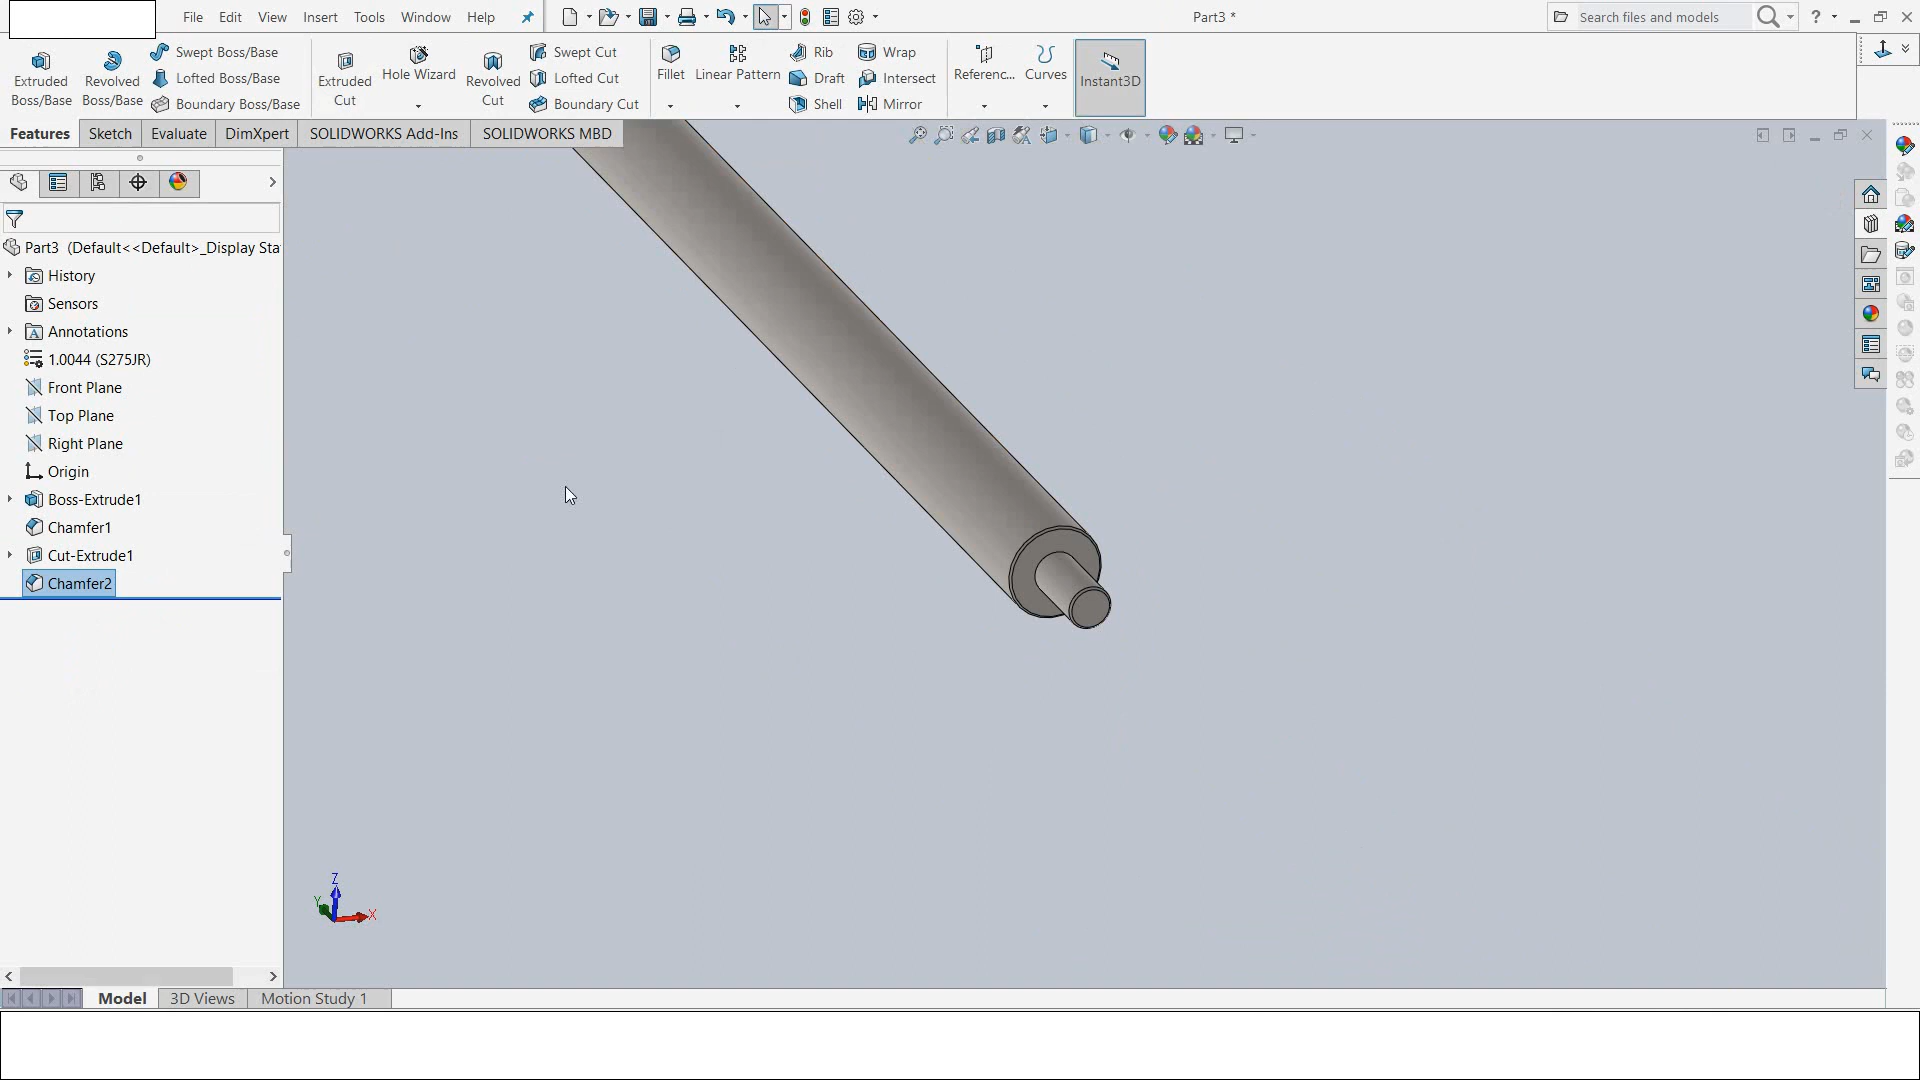 File Edit View Insert Tools Window Help
Part3 *
Search files and models
?
Extruded Boss/Base
Revolved Boss/Base
Swept Boss/Base
Lofted Boss/Base
Boundary Boss/Base
Extruded Cut
Hole Wizard
Revolved Cut
Swept Cut
Lofted Cut
Boundary Cut
Fillet
Linear Pattern
Rib
Draft
Shell
Wrap
Intersect
Mirror
Referenc...
Curves
Instant3D
Features Sketch Evaluate DimXpert SOLIDWORKS Add-Ins SOLIDWORKS MBD
Part3 (Default<<Default>_Display Sta
History
Sensors
Annotations
1.0044 (S275JR)
Front Plane
Top Plane
Right Plane
Origin
Boss-Extrude1
Chamfer1
Cut-Extrude1
Chamfer2
Z
Y
X
Model 3D Views Motion Study 1